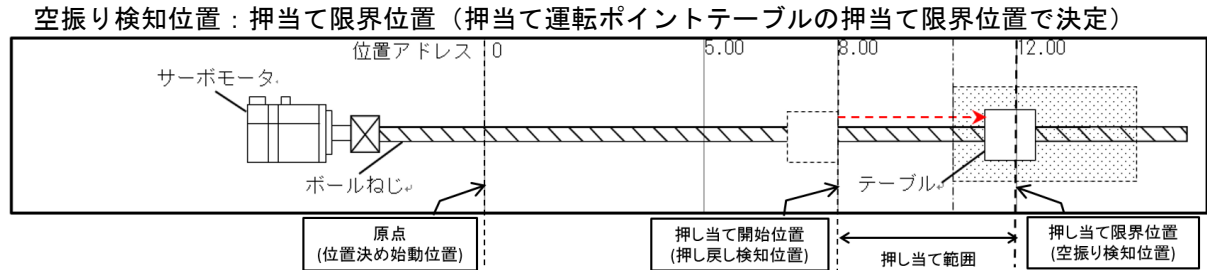 空振り検知位置：押当て限界位置（押当て運転ポイントテーブルの押当て限界位置で決定）
位置アドレス 0 5.00 8.00 12.00
サーボモータ
ボールねじ
テーブル
原点
(位置決め始動位置)
押し当て開始位置
(押し戻し検知位置)
押し当て範囲
押し当て限界位置
(空振り検知位置)